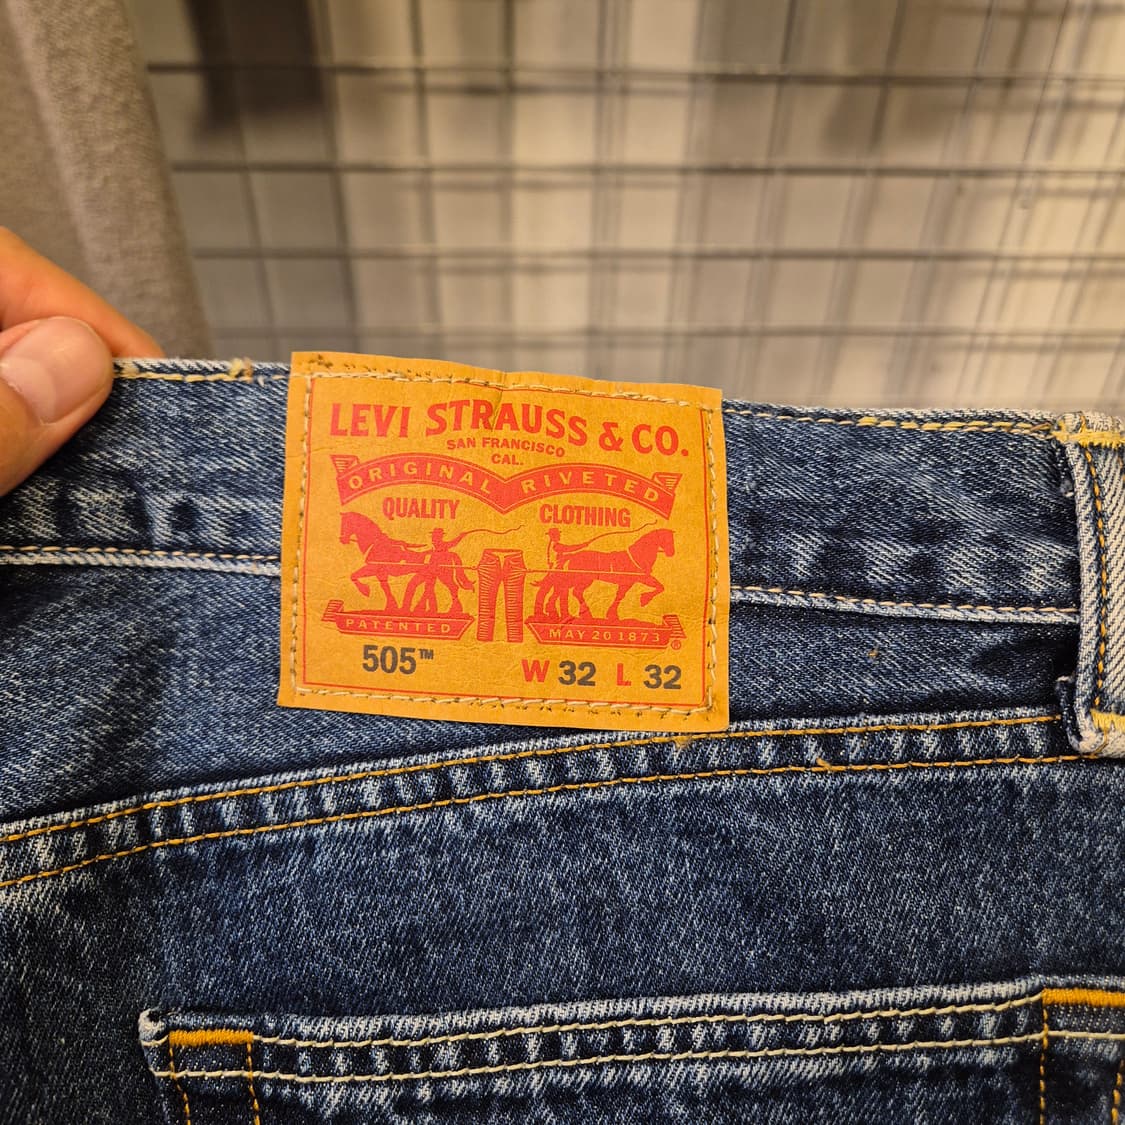 LEVI STRAUSS & CO.
SAN FRANCISCO
CAL.
ORIGINAL RIVETED
QUALITY CLOTHING
PATENTED MAY 20 1873 ®
505™ W 32 L 32